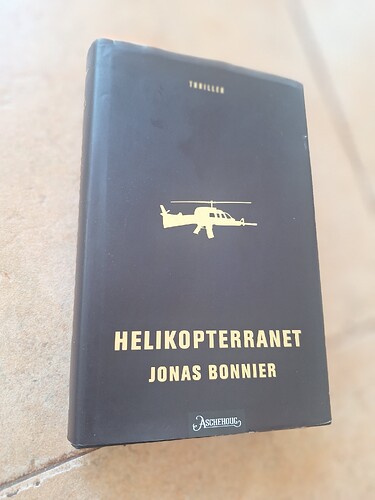 THRILLER
HELIKOPTERRANET
JONAS BONNIER
ASCHEHOUG